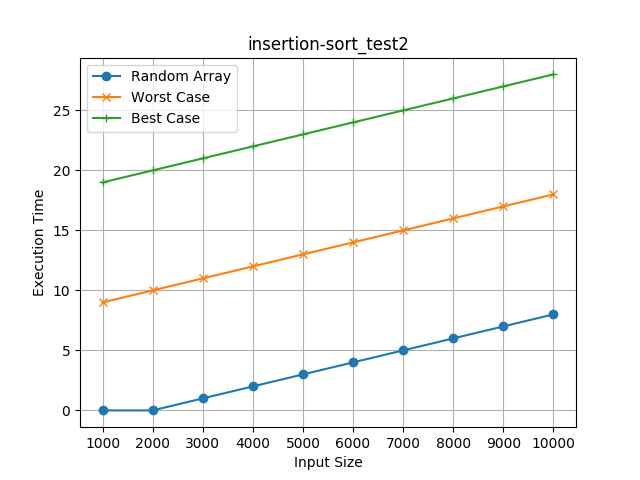 insertion-sort_test2
Random Array
Worst Case
Best Case
Execution Time
25
20
15
10
5
0
1000 2000 3000 4000 5000 6000 7000 8000 9000 10000
Input Size